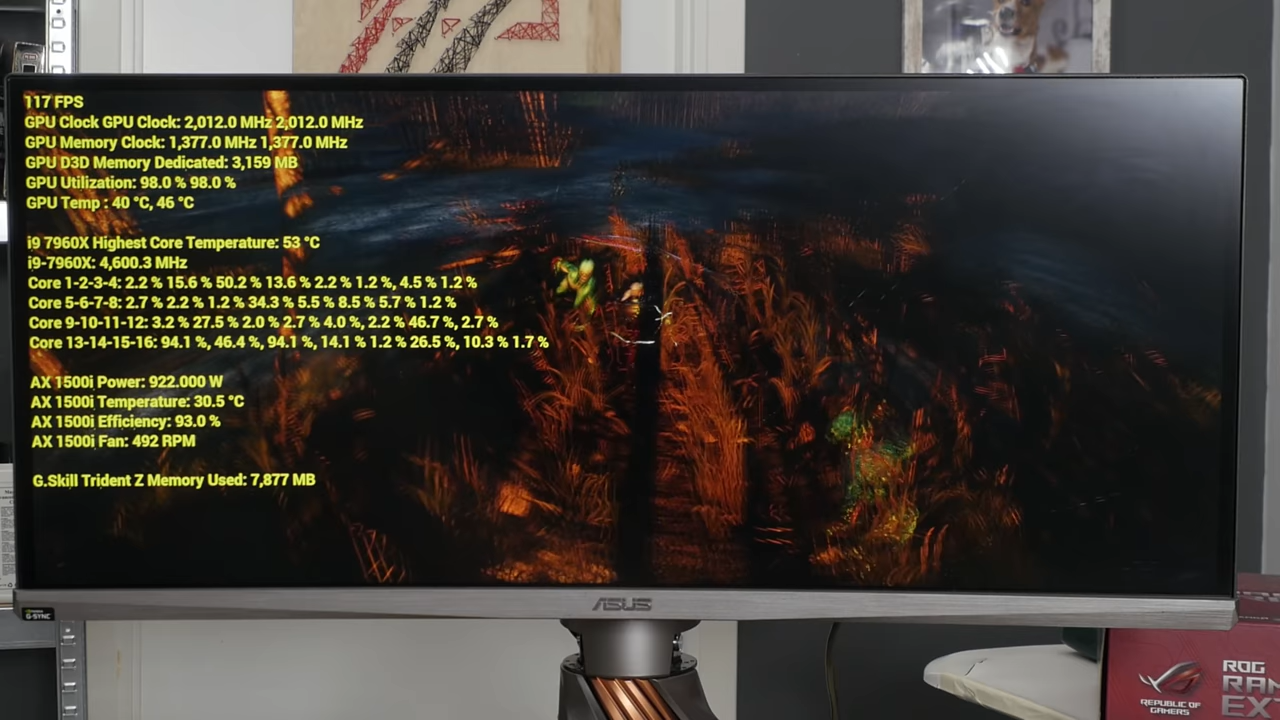 117 FPS
GPU Clock GPU Clock: 2,012.0 MHz 2,012.0 MHz
GPU Memory Clock: 1,377.0 MHz 1,377.0 MHz
GPU D3D Memory Dedicated: 3,159 MB
GPU Utilization: 98.0 % 98.0 %
GPU Temp : 40 °C, 46 °C
i9 7960X Highest Core Temperature: 53 °C
i9-7960X: 4,600.3 MHz
Core 1-2-3-4: 2.2 % 15.6 % 50.2 % 13.6 % 2.2 % 1.2 %, 4.5 % 1.2 %
Core 5-6-7-8: 2.7 % 2.2 % 1.2 % 34.3 % 5.5 % 8.5 % 5.7 % 1.2 %
Core 9-10-11-12: 3.2 % 27.5 % 2.0 % 2.7 % 4.0 %, 2.2 % 46.7 %, 2.7 %
Core 13-14-15-16: 94.1 %, 46.4 %, 94.1 %, 14.1 % 1.2 % 26.5 %, 10.3 % 1.7 %
AX 1500i Power: 922.000 W
AX 1500i Temperature: 30.5 °C
AX 1500i Efficiency: 93.0 %
AX 1500i Fan: 492 RPM
G.Skill Trident Z Memory Used: 7,877 MB
ASUS
G-SYNC
REPUBLIC OF
GAMERS
ROG
RAM
EX